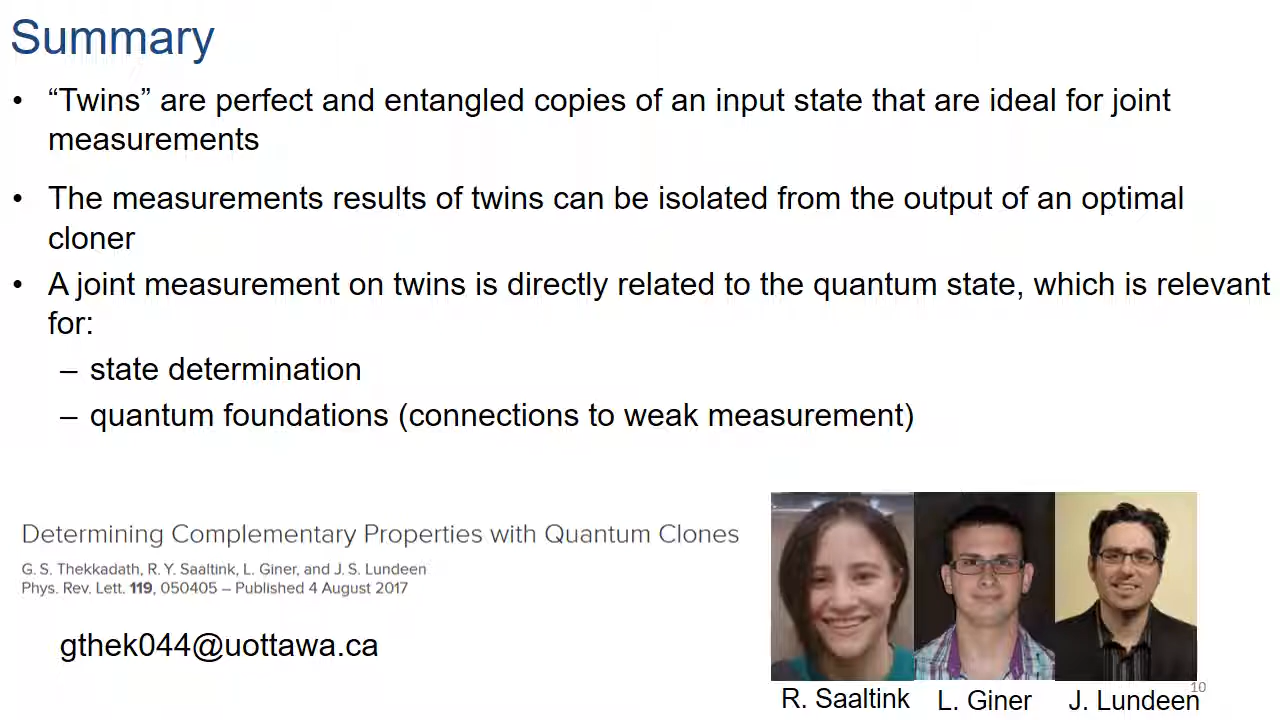 Summary
• “Twins” are perfect and entangled copies of an input state that are ideal for joint
measurements
• The measurements results of twins can be isolated from the output of an optimal
cloner
• A joint measurement on twins is directly related to the quantum state, which is relevant
for:
– state determination
– quantum foundations (connections to weak measurement)
Determining Complementary Properties with Quantum Clones
G. S. Thekkadath, R. Y. Saaltink, L. Giner, and J. S. Lundeen
Phys. Rev. Lett. 119, 050405 – Published 4 August 2017
gthek044@uottawa.ca
R. Saaltink L. Giner J. Lundeen
10